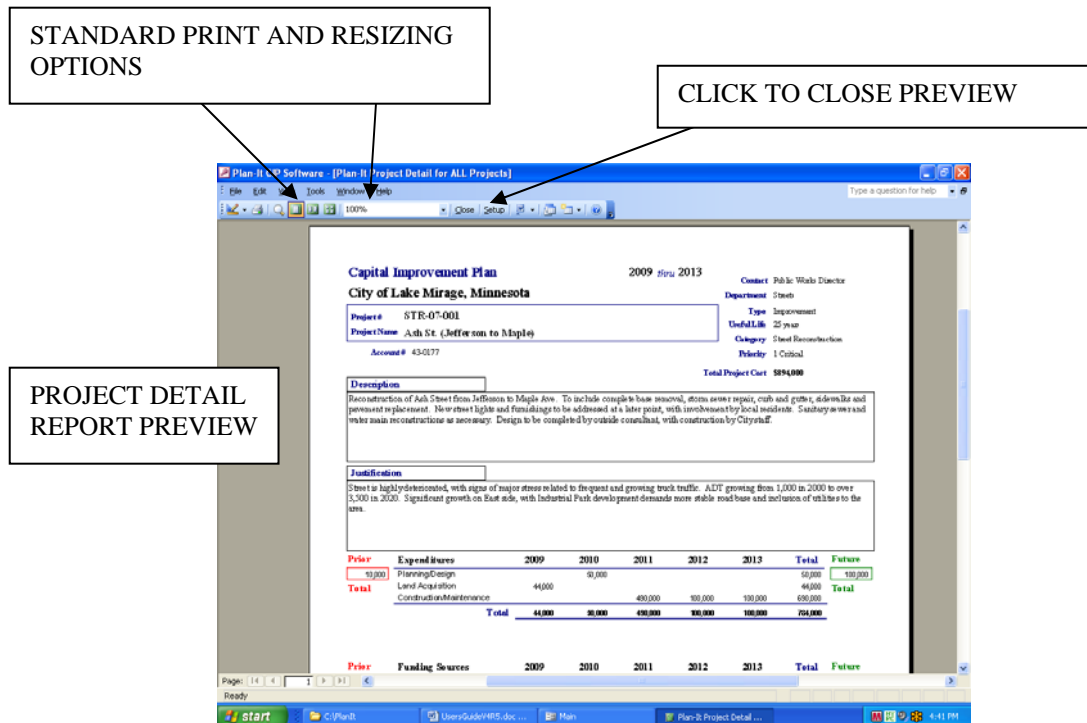 STANDARD PRINT AND RESIZING
OPTIONS
CLICK TO CLOSE PREVIEW
Plan-It CIP Software - [Plan-It Project Detail for ALL Projects]
File Edit Tools Window Help
Type a question for help
100%
Close Setup
Capital Improvement Plan
2009 thru 2013
City of Lake Mirage, Minnesota
Contact Public Works Director
Department Streets
Type Improvement
Useful Life 25 years
Category Street Reconstruction
Priority 1 Critical
Project # STR-07-001
Project Name Ash St. (Jefferson to Maple)
Account # 43-0177
Total Project Cost $894,000
PROJECT DETAIL
REPORT PREVIEW
Description
Reconstruction of Ash Street from Jefferson to Maple Ave. To include complete base removal, storm sewer repair, curb and gutter, sidewalks and
pavement replacement. New street lights and furnishings to be addressed at a later point, with involvement by local residents. Sanitary sewer and
water main reconstructions as necessary. Design to be completed by outside consultant, with construction by City staff.
Justification
Street is highly deteriorated, with signs of major stress related to frequent and growing truck traffic. ADT growing from 1,000 in 2000 to over
3,500 in 2020. Significant growth on East side, with Industrial Park development demands more stable road base and inclusion of utilities to the
area.
Prior Expenditures 2009 2010 2011 2012 2013 Total Future
10,000 Planning/Design 50,000 50,000 100,000
Total Land Acquisition 44,000 44,000 Total
Construction/Maintenance 490,000 100,000 100,000 690,000
Total 44,000 50,000 490,000 100,000 100,000 784,000
Prior Funding Sources 2009 2010 2011 2012 2013 Total Future
Page: 1
Ready
start C:\PlanIt UsersGuideV4R5.doc ... Main Plan-It Project Detail ... 4:41 PM